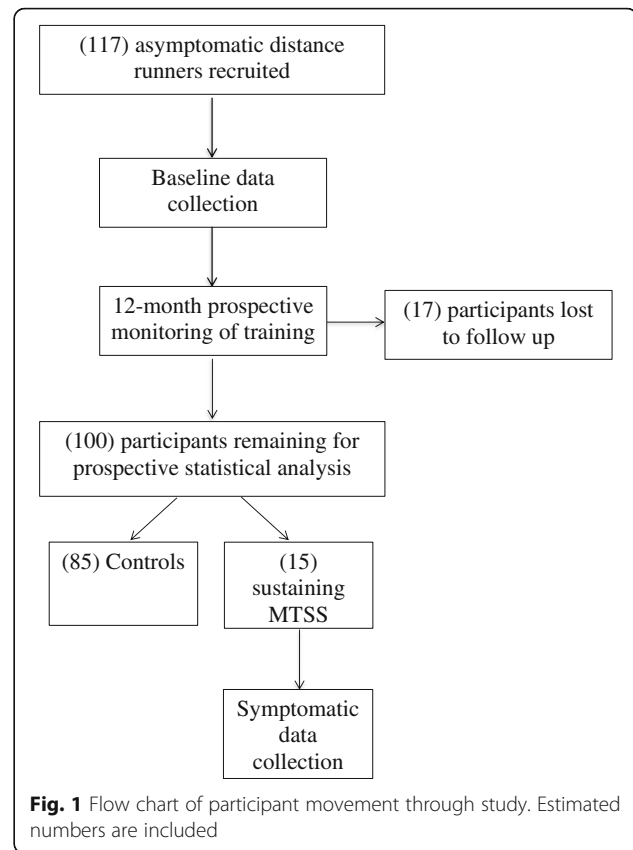 (117) asymptomatic distance
runners recruited
Baseline data
collection
12-month prospective
monitoring of training
(17) participants lost
to follow up
(100) participants remaining for
prospective statistical analysis
(85) Controls
(15)
sustaining
MTSS
Symptomatic
data
collection
Fig. 1 Flow chart of participant movement through study. Estimated
numbers are included